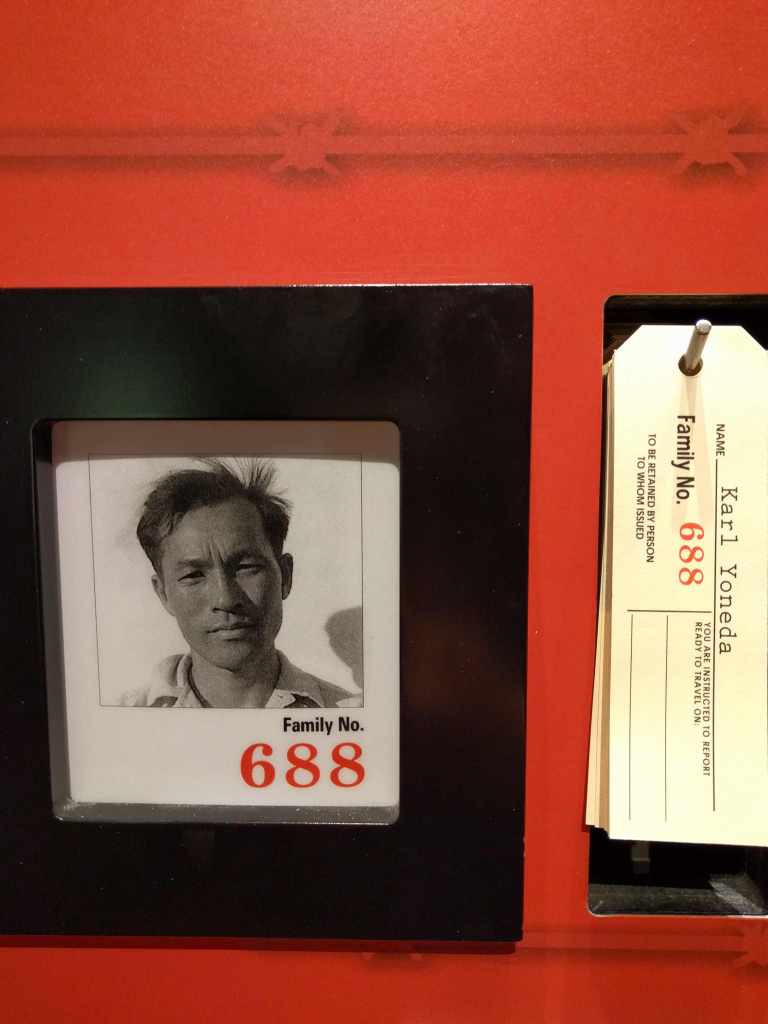 Family No.
688
NAME Karl Yoneda
Family No. 688
TO BE RETAINED BY PERSON
TO WHOM ISSUED
YOU ARE INSTRUCTED TO REPORT
READY TO TRAVEL ON: